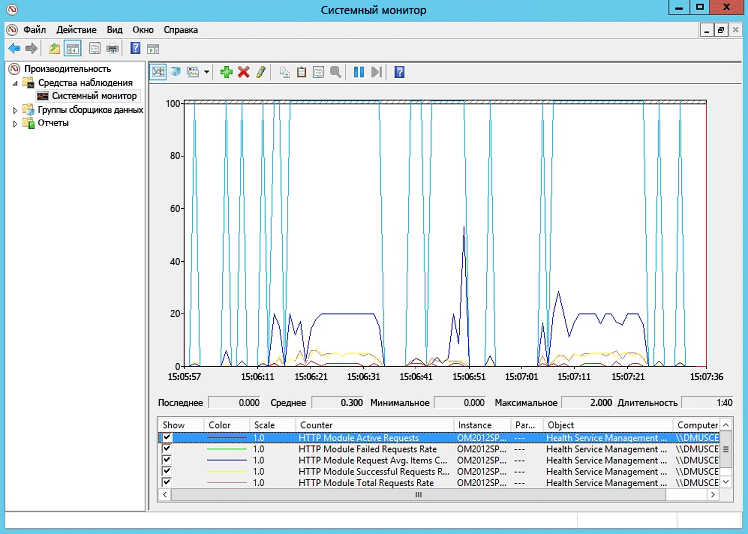 Системный монитор
Файл Действие Вид Окно Справка
Производительность
Средства наблюдения
Системный монитор
Группы сборщиков данных
Отчеты
100
80
60
40
20
0
15:05:57 15:06:11 15:06:21 15:06:31 15:06:41 15:06:51 15:07:01 15:07:11 15:07:21 15:07:36
Последнее 0.000 Среднее 0.300 Минимальное 0.000 Максимальное 2.000 Длительность 1:40
Show Color Scale Counter Instance Par... Object Computer
1.0 HTTP Module Active Requests OM2012SP... --- Health Service Management ... \\DMUSCE
1.0 HTTP Module Failed Requests Rate OM2012SP... --- Health Service Management ... \\DMUSCE
1.0 HTTP Module Request Avg. Items C... OM2012SP... --- Health Service Management ... \\DMUSCE
1.0 HTTP Module Successful Requests R... OM2012SP... --- Health Service Management ... \\DMUSCE
1.0 HTTP Module Total Requests Rate OM2012SP... --- Health Service Management ... \\DMUSCE